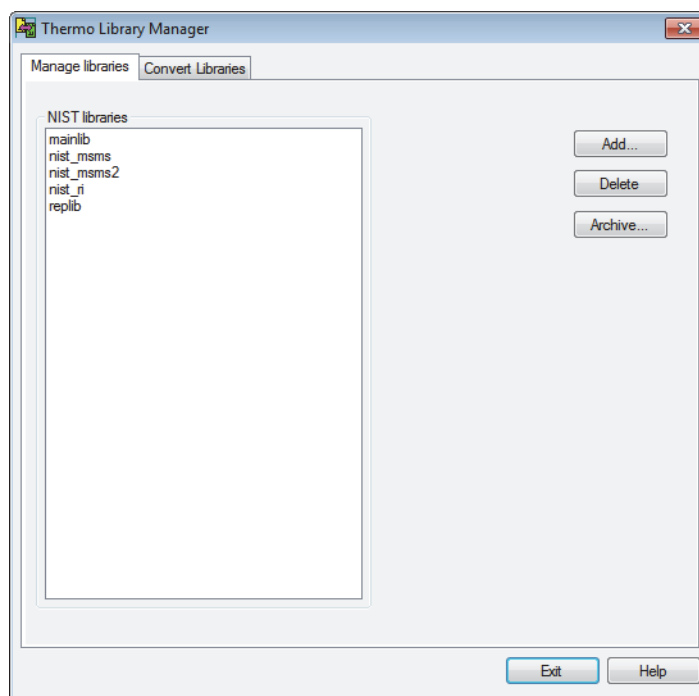 Thermo Library Manager
Manage libraries
Convert Libraries
NIST libraries
mainlib
nist_msms
nist_msms2
nist_ri
replib
Add...
Delete
Archive...
Exit
Help